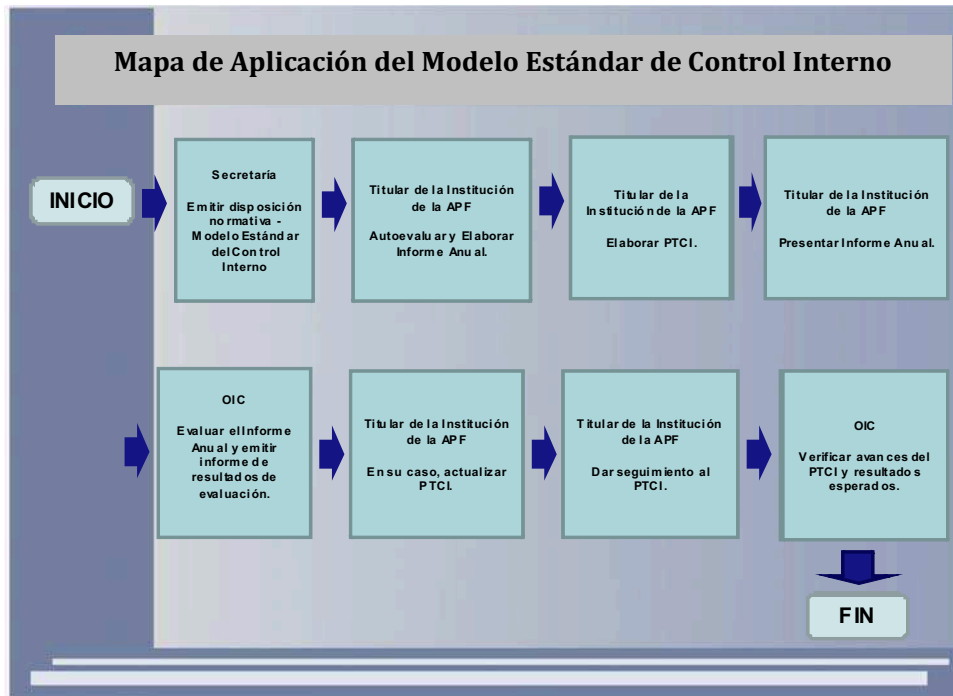 Mapa de Aplicación del Modelo Estándar de Control Interno
INICIO
Secretaría
Emitir disposición
normativa -
Modelo Estándar
del Control
Interno
Titular de la Institución
de la APF
Autoevaluar y Elaborar
Informe Anual.
Titular de la
Institución de la APF
Elaborar PTCI.
Titular de la Institución
de la APF
Presentar Informe Anual.
OIC
Evaluar el Informe
Anual y emitir
informe de
resultados de
evaluación.
Titular de la Institución
de la APF
En su caso, actualizar
PTCI.
Titular de la Institución
de la APF
Dar seguimiento al
PTCI.
OIC
Verificar avances del
PTCI y resultados
esperados.
FIN